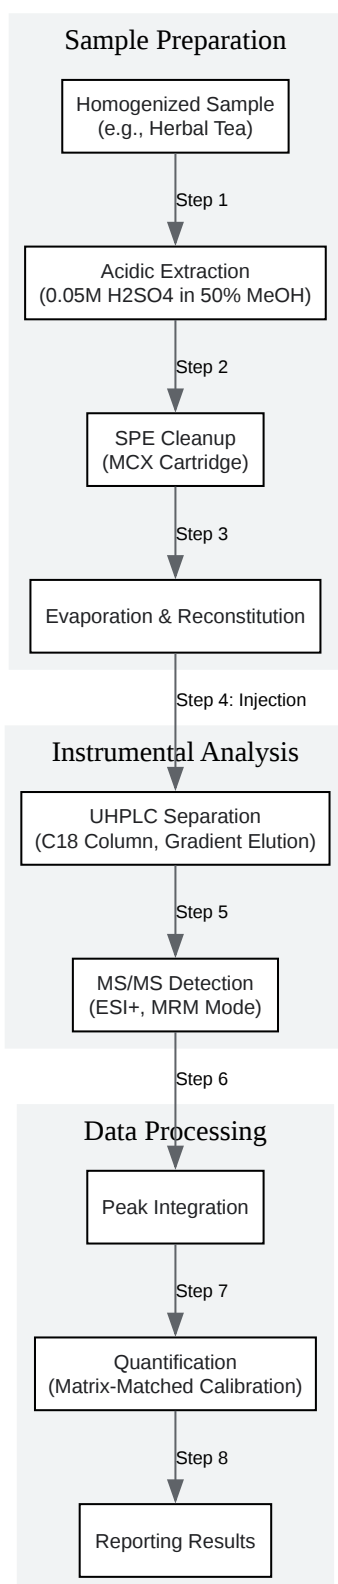 Sample Preparation
Homogenized Sample
(e.g., Herbal Tea)
Step 1
Acidic Extraction
(0.05M H2SO4 in 50% MeOH)
Step 2
SPE Cleanup
(MCX Cartridge)
Step 3
Evaporation & Reconstitution
Step 4: Injection
Instrumental Analysis
UHPLC Separation
(C18 Column, Gradient Elution)
Step 5
MS/MS Detection
(ESI+, MRM Mode)
Step 6
Data Processing
Peak Integration
Step 7
Quantification
(Matrix-Matched Calibration)
Step 8
Reporting Results